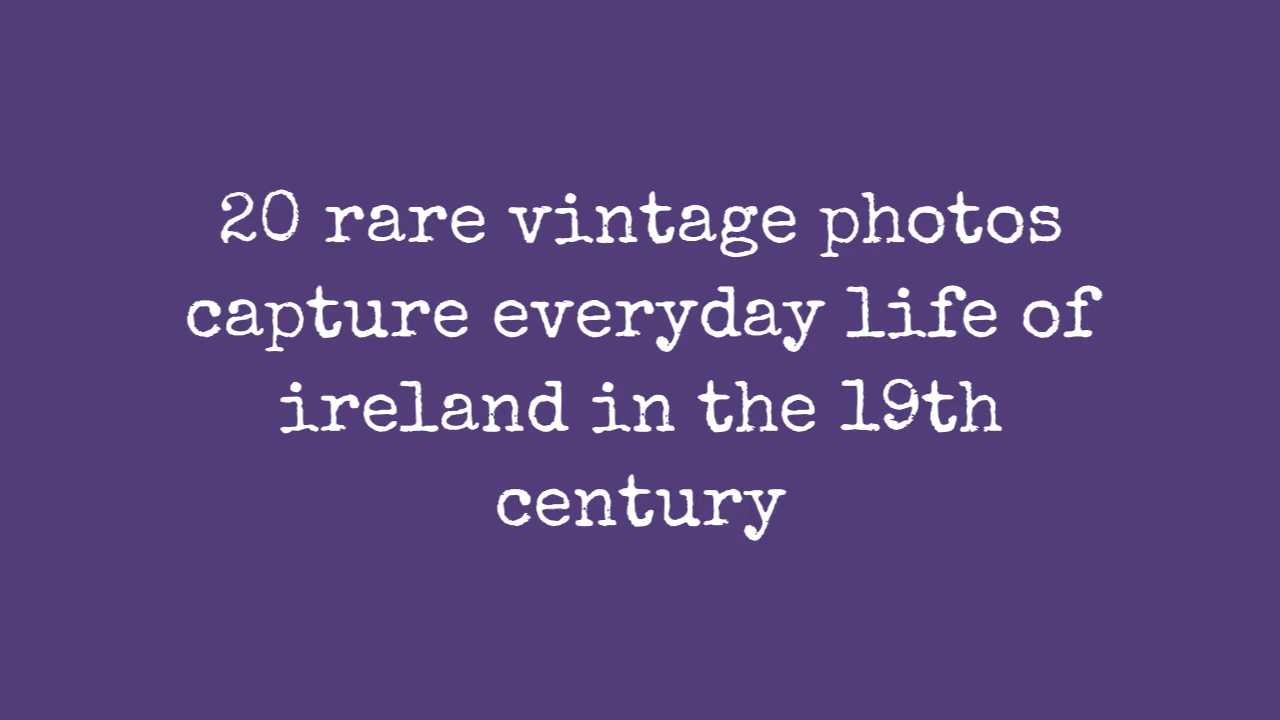 20 rare vintage photos
capture everyday life of
ireland in the 19th
century